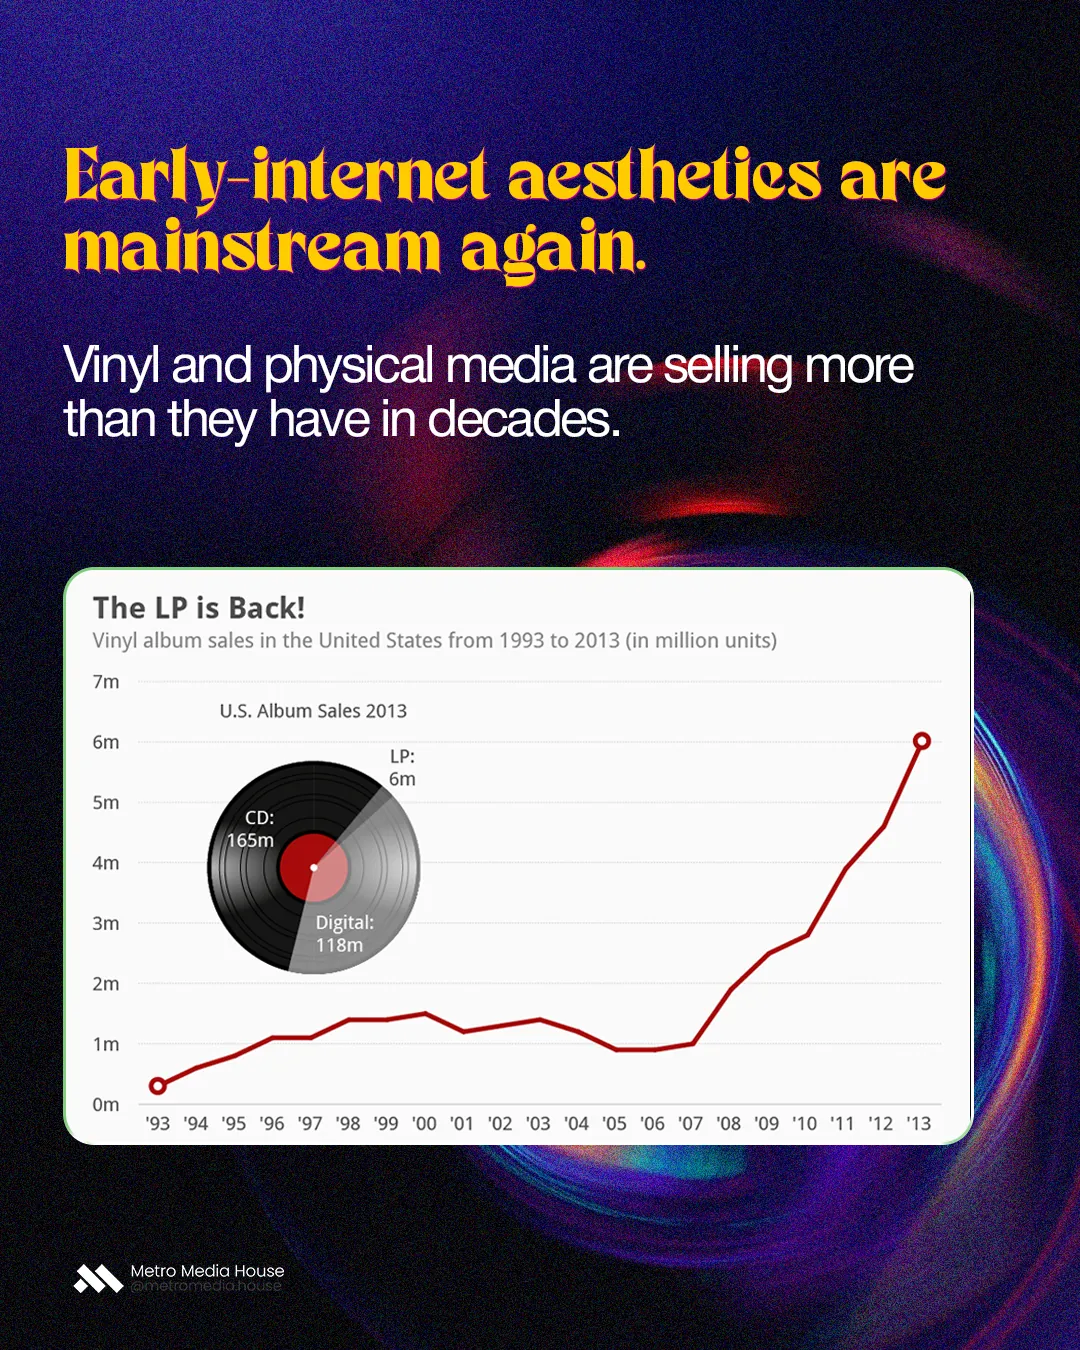 Early-internet aesthetics are
mainstream again.
Vinyl and physical media are selling more
than they have in decades.
The LP is Back!
Vinyl album sales in the United States from 1993 to 2013 (in million units)
7m
U.S. Album Sales 2013
6m
LP:
6m
5m
CD:
165m
4m
3m
Digital:
118m
2m
1m
0m
'93 '94 '95 '96 '97 '98 '99 '00 '01 '02 '03 '04 '05 '06 '07 '08 '09 '10 '11 '12 '13
Metro Media House
@metromedia.house